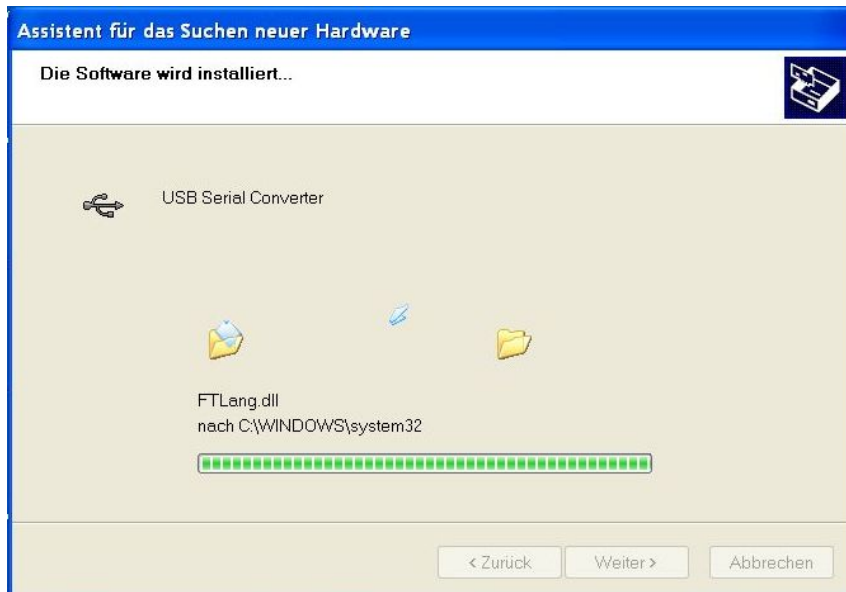 Assistent für das Suchen neuer Hardware
Die Software wird installiert...
USB Serial Converter
FTLang.dll
nach C:\WINDOWS\system32
< Zurück
Weiter >
Abbrechen